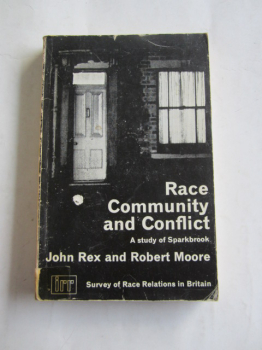 Race
Community
and Conflict
A study of Sparkbrook
John Rex and Robert Moore
irr
Survey of Race Relations in Britain